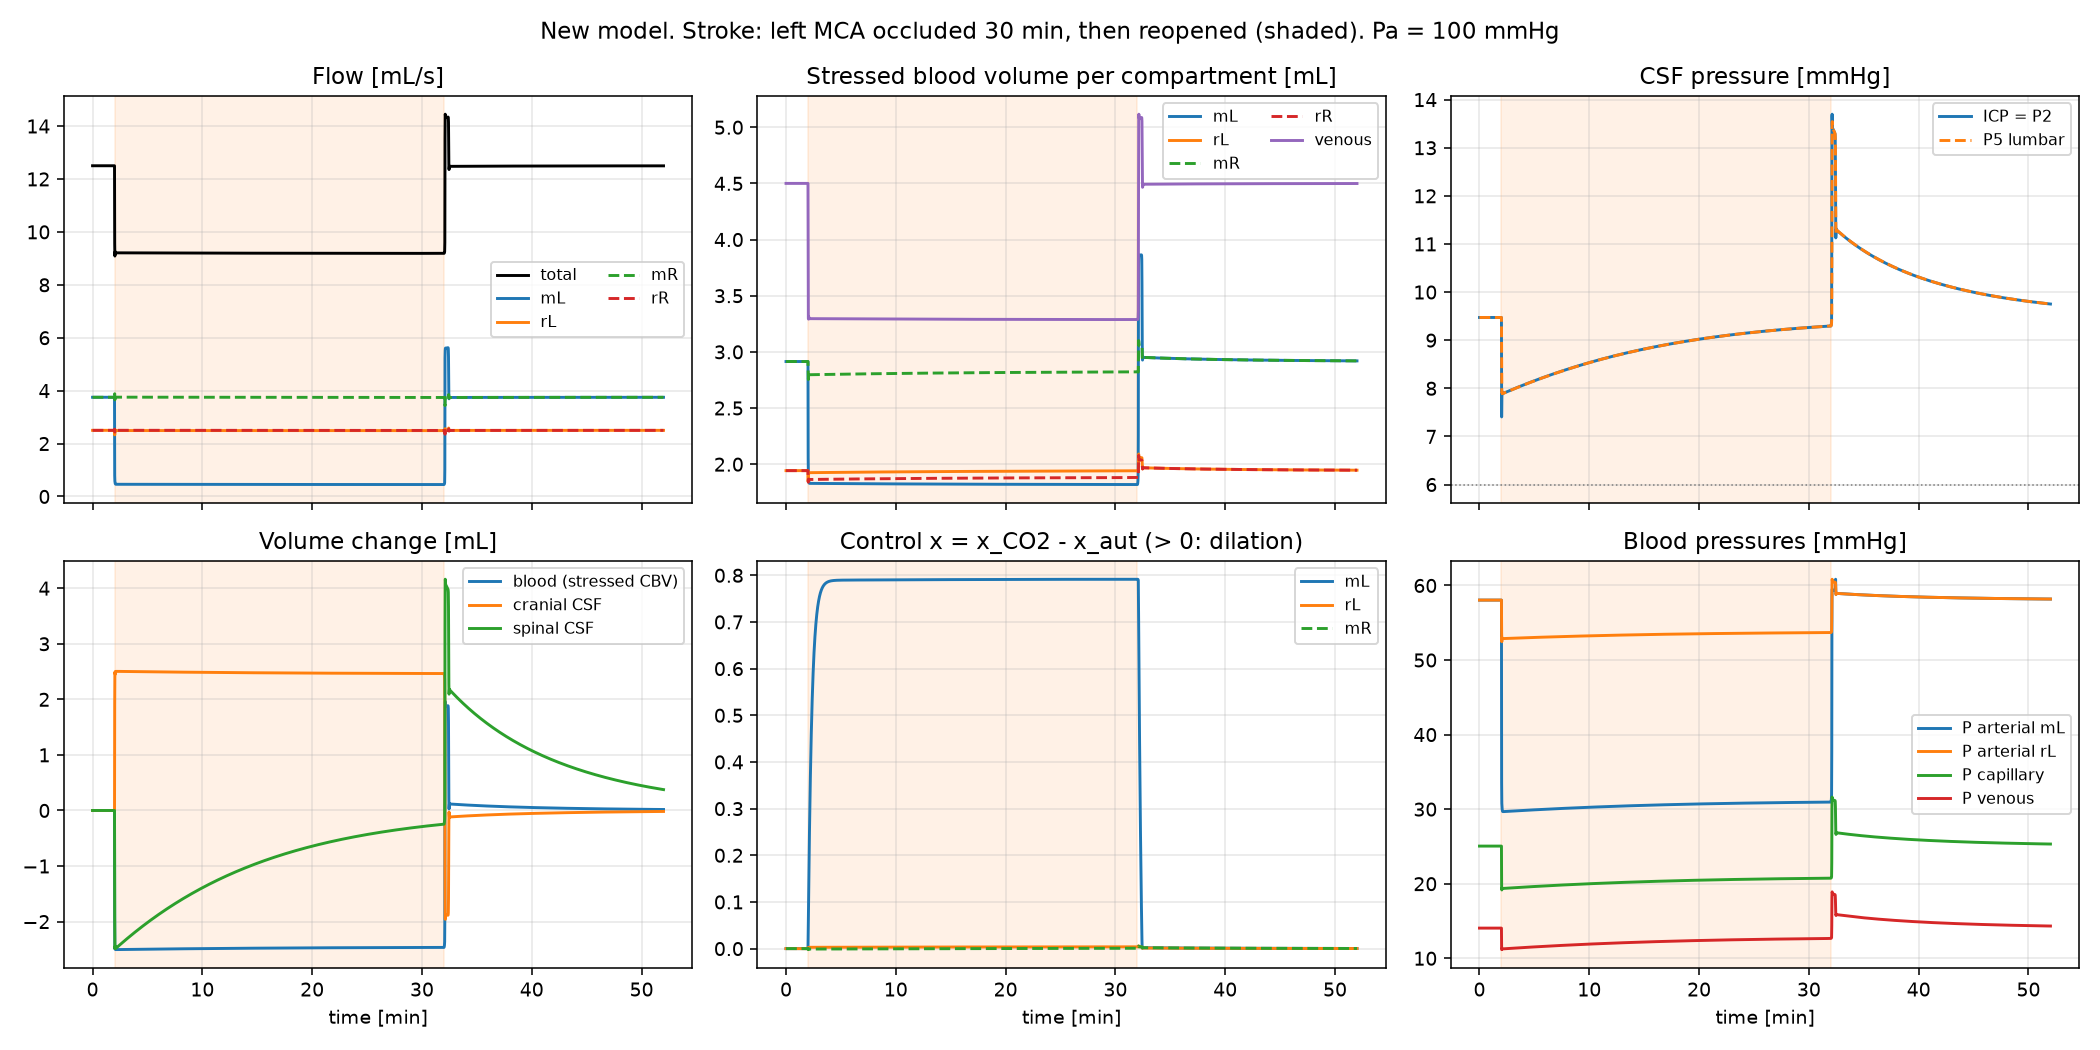 New model. Stroke: left MCA occluded 30 min, then reopened (shaded). Pa = 100 mmHg
Flow [mL/s]
14
12
10
8
6
4
2
0
total
mL
rL
mR
rR
Stressed blood volume per compartment [mL]
5.0
4.5
4.0
3.5
3.0
2.5
2.0
mL
rL
mR
rR
venous
CSF pressure [mmHg]
14
13
12
11
10
9
8
7
6
ICP = P2
P5 lumbar
Volume change [mL]
4
3
2
1
0
−1
−2
blood (stressed CBV)
cranial CSF
spinal CSF
0 10 20 30 40 50
time [min]
Control x = x_CO2 - x_aut (> 0: dilation)
0.8
0.7
0.6
0.5
0.4
0.3
0.2
0.1
0.0
mL
rL
mR
0 10 20 30 40 50
time [min]
Blood pressures [mmHg]
60
50
40
30
20
10
P arterial mL
P arterial rL
P capillary
P venous
0 10 20 30 40 50
time [min]